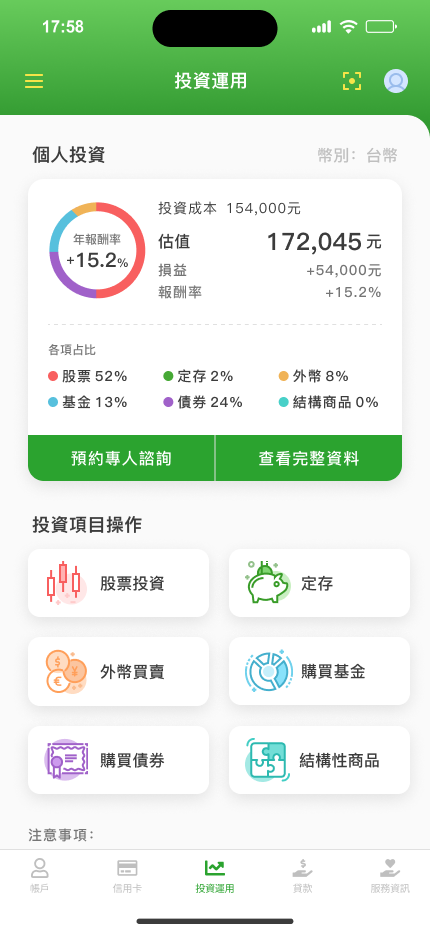 17:58
投資運用
個人投資
幣別: 台幣
年報酬率
+15.2%
投資成本 154,000元
估值 172,045 元
損益 +54,000元
報酬率 +15.2%
各項占比
股票 52% 定存 2% 外幣 8%
基金 13% 債券 24% 結構商品 0%
預約專人諮詢 查看完整資料
投資項目操作
股票投資 定存
外幣買賣 購買基金
購買債券 結構性商品
注意事項:
帳戶 信用卡 投資運用 貸款 服務資訊